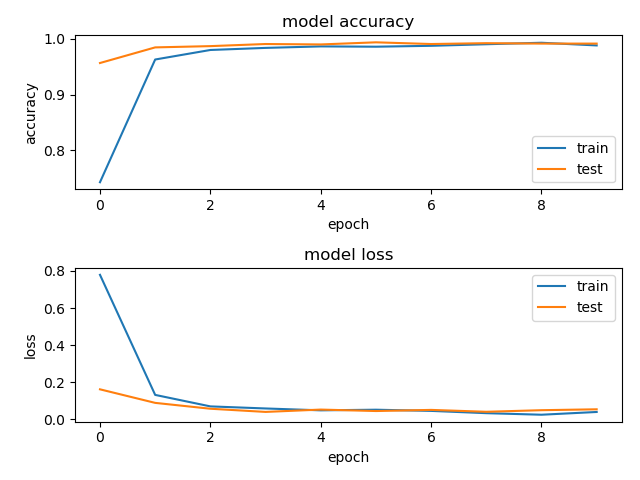 model accuracy
1.0
0.9
0.8
accuracy
train
test
0 2 4 6 8
epoch
model loss
0.8
0.6
0.4
0.2
0.0
loss
train
test
0 2 4 6 8
epoch